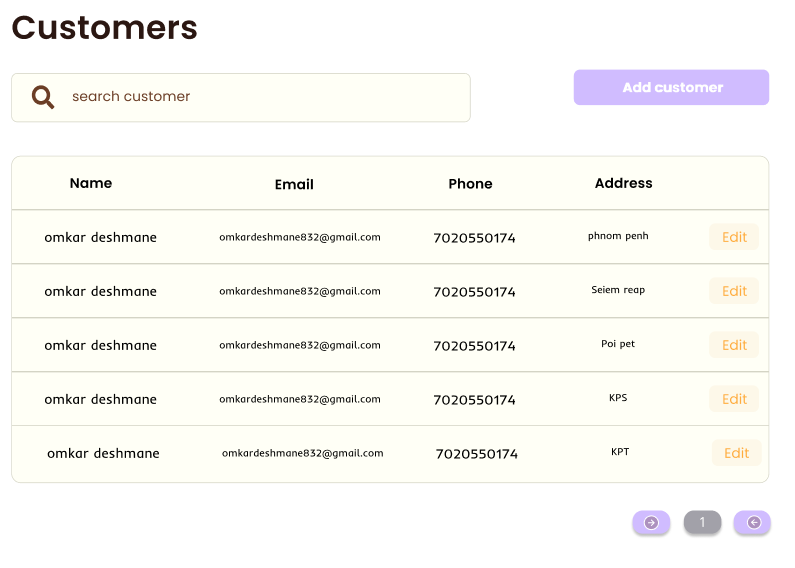 Customers
search customer
Add customer
Name Email Phone Address
omkar deshmane omkardeshmane832@gmail.com 7020550174 phnom penh Edit
omkar deshmane omkardeshmane832@gmail.com 7020550174 Seiem reap Edit
omkar deshmane omkardeshmane832@gmail.com 7020550174 Poi pet Edit
omkar deshmane omkardeshmane832@gmail.com 7020550174 KPS Edit
omkar deshmane omkardeshmane832@gmail.com 7020550174 KPT Edit
1